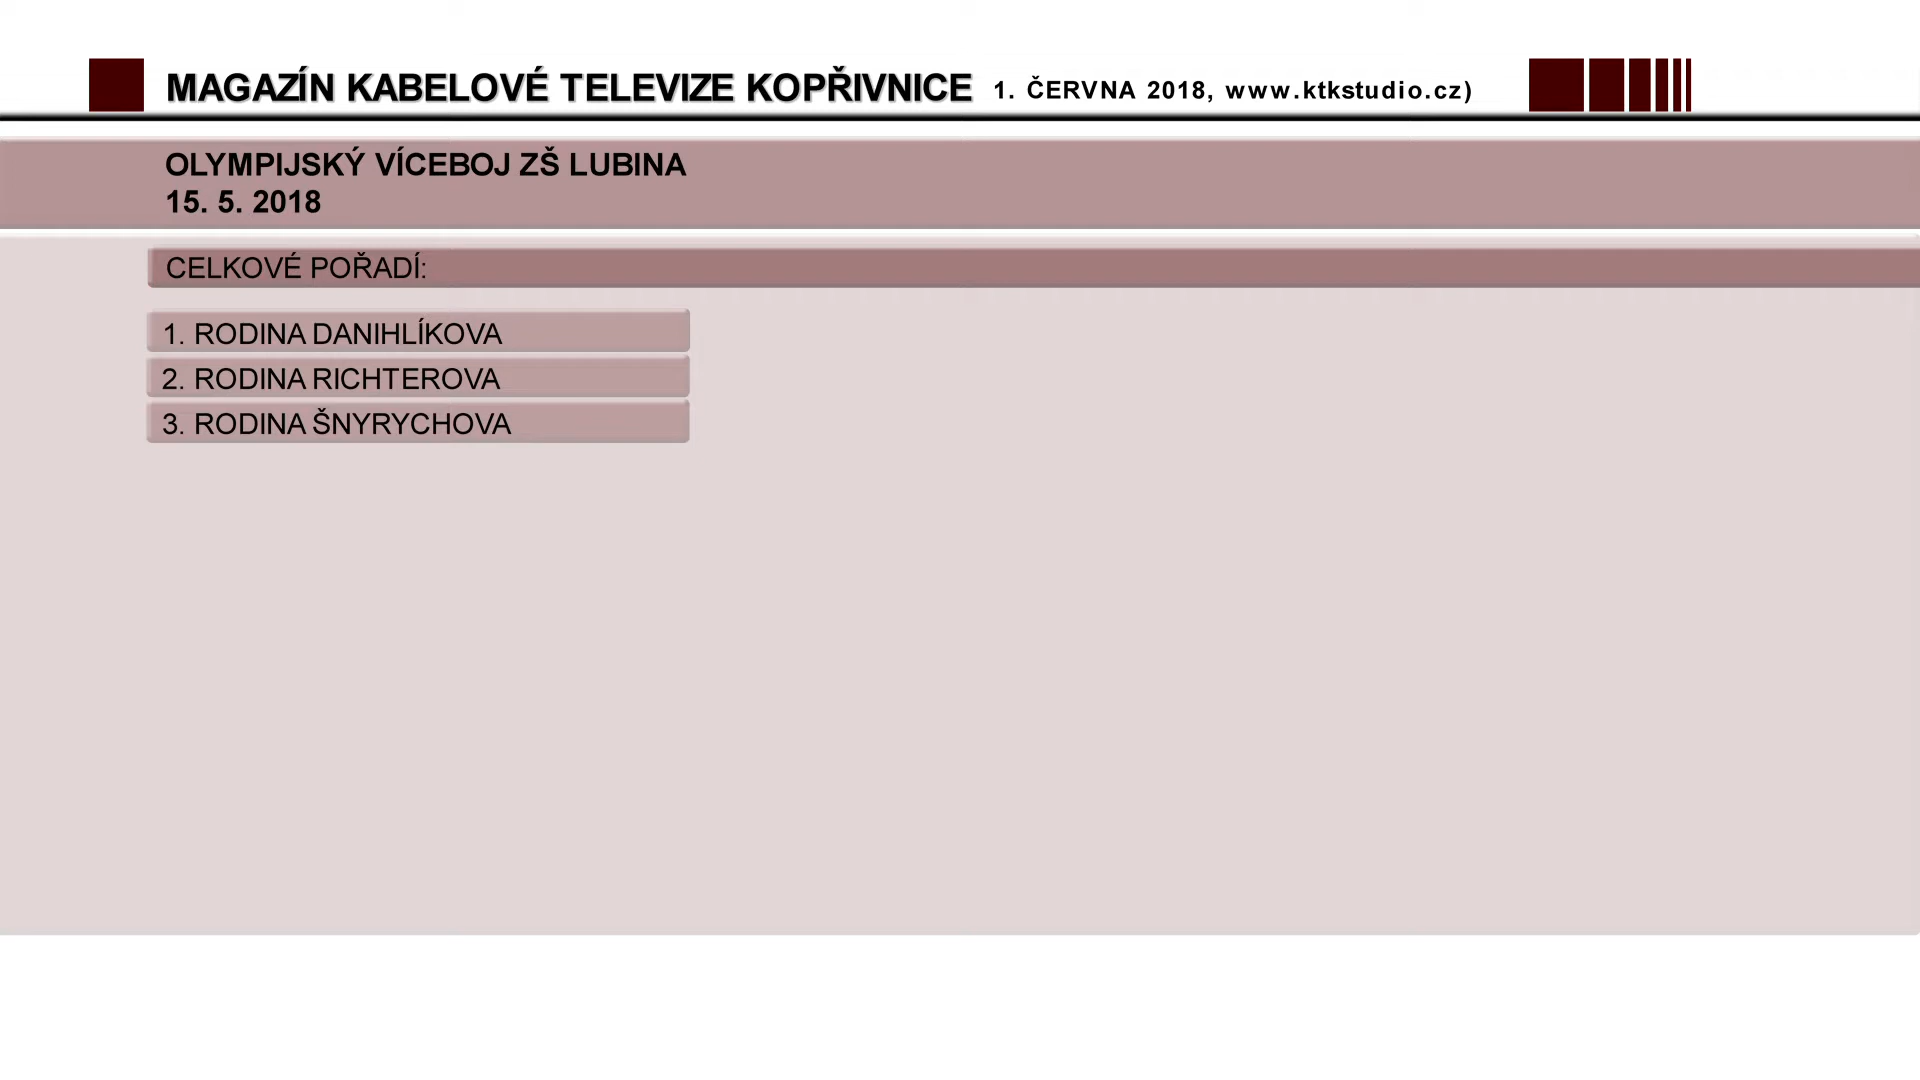 MAGAZÍN KABELOVÉ TELEVIZE KOPŘIVNICE 1. ČERVNA 2018, www.ktkstudio.cz)
OLYMPIJSKÝ VÍCEBOJ ZŠ LUBINA
15. 5. 2018
CELKOVÉ POŘADÍ:
1. RODINA DANIHLÍKOVA
2. RODINA RICHTEROVA
3. RODINA ŠNYRYCHOVA